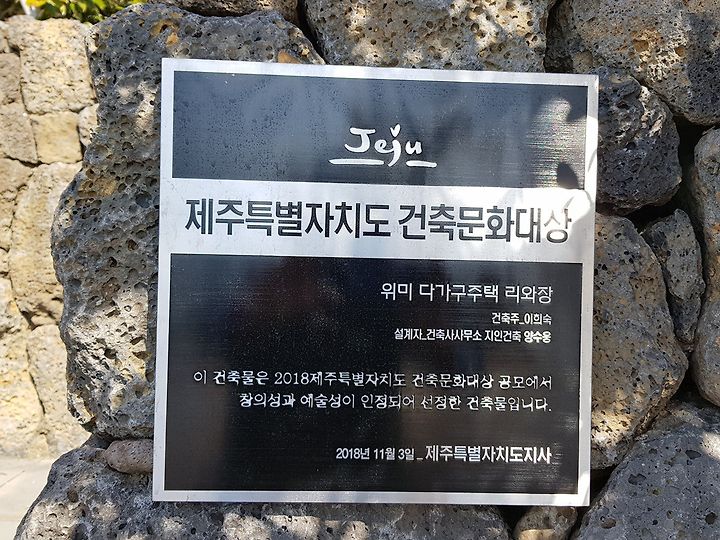 Jeju
제주특별자치도 건축문화대상
위미 다가구주택 리와장
건축주_이희숙
설계자_건축사사무소 지인건축 양수웅
이 건축물은 2018제주특별자치도 건축문화대상 공모에서
창의성과 예술성이 인정되어 선정한 건축물입니다.
2018년 11월 3일_제주특별자치도지사